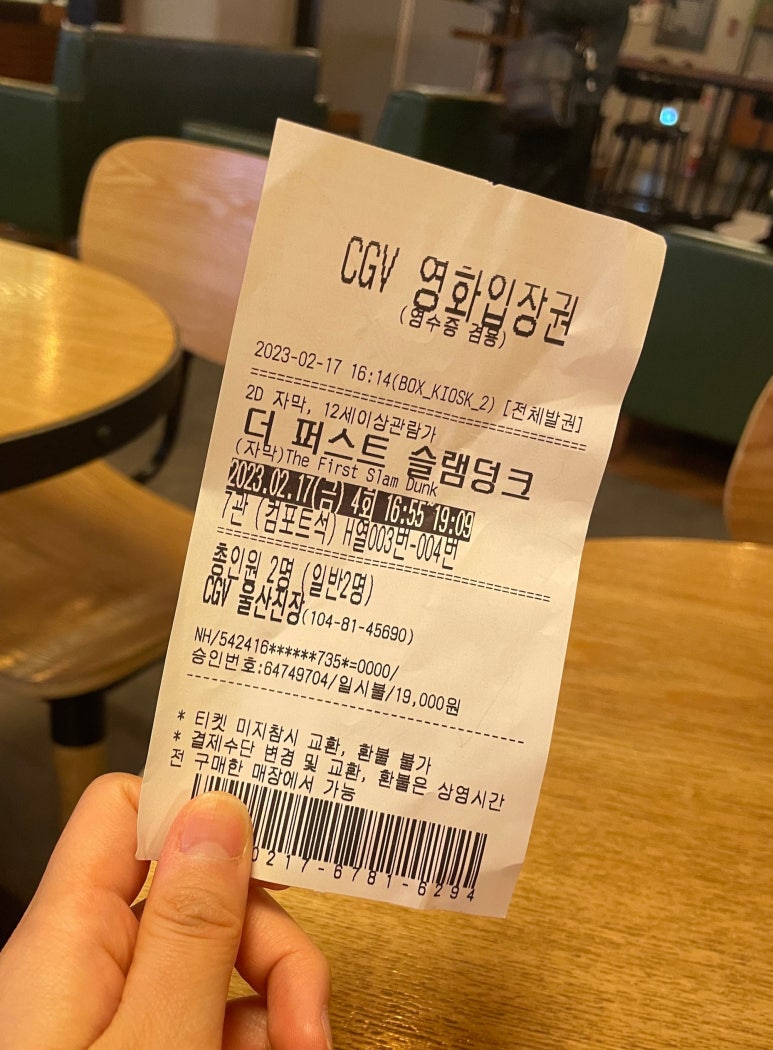 CGV 영화입장권
(영수증 겸용)
2023-02-17 16:14(BOX_KIOSK_2) [전체발권]
2D 자막, 12세이상관람가
더 퍼스트 슬램덩크
(자막)The First Slam Dunk
2023.02.17(금) 4회 16:55~19:09
7관 (컴포트석) H열003번-004번
총인원 2명 (일반2명)
CGV 울산진장(104-81-45690)
NH/542416******735*=0000/
승인번호:64749704/일시불/19,000원
* 티켓 미지참시 교환, 환불 불가
* 결제수단 변경 및 교환, 환불은 상영시간
전 구매한 매장에서 가능
0217-6781-6294